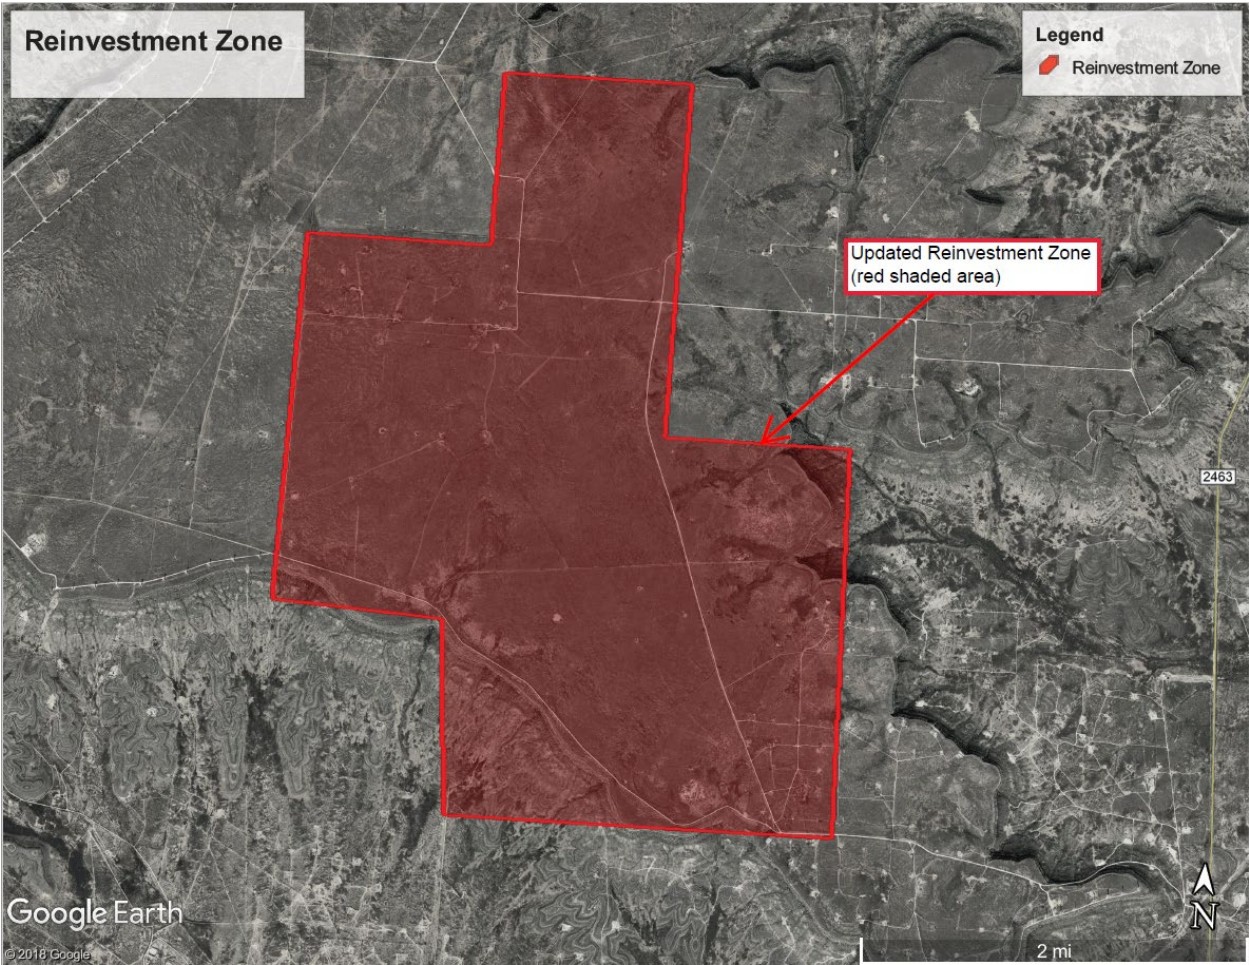 Reinvestment Zone
Legend
Reinvestment Zone
Updated Reinvestment Zone
(red shaded area)
2463
Google Earth
© 2018 Google
N
2 mi